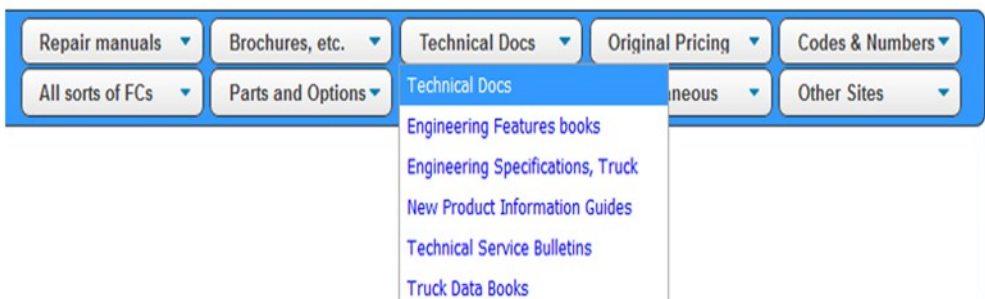 Repair manuals
Brochures, etc.
Technical Docs
Original Pricing
Codes & Numbers
All sorts of FCs
Parts and Options
aneous
Other Sites
Technical Docs
Engineering Features books
Engineering Specifications, Truck
New Product Information Guides
Technical Service Bulletins
Truck Data Books